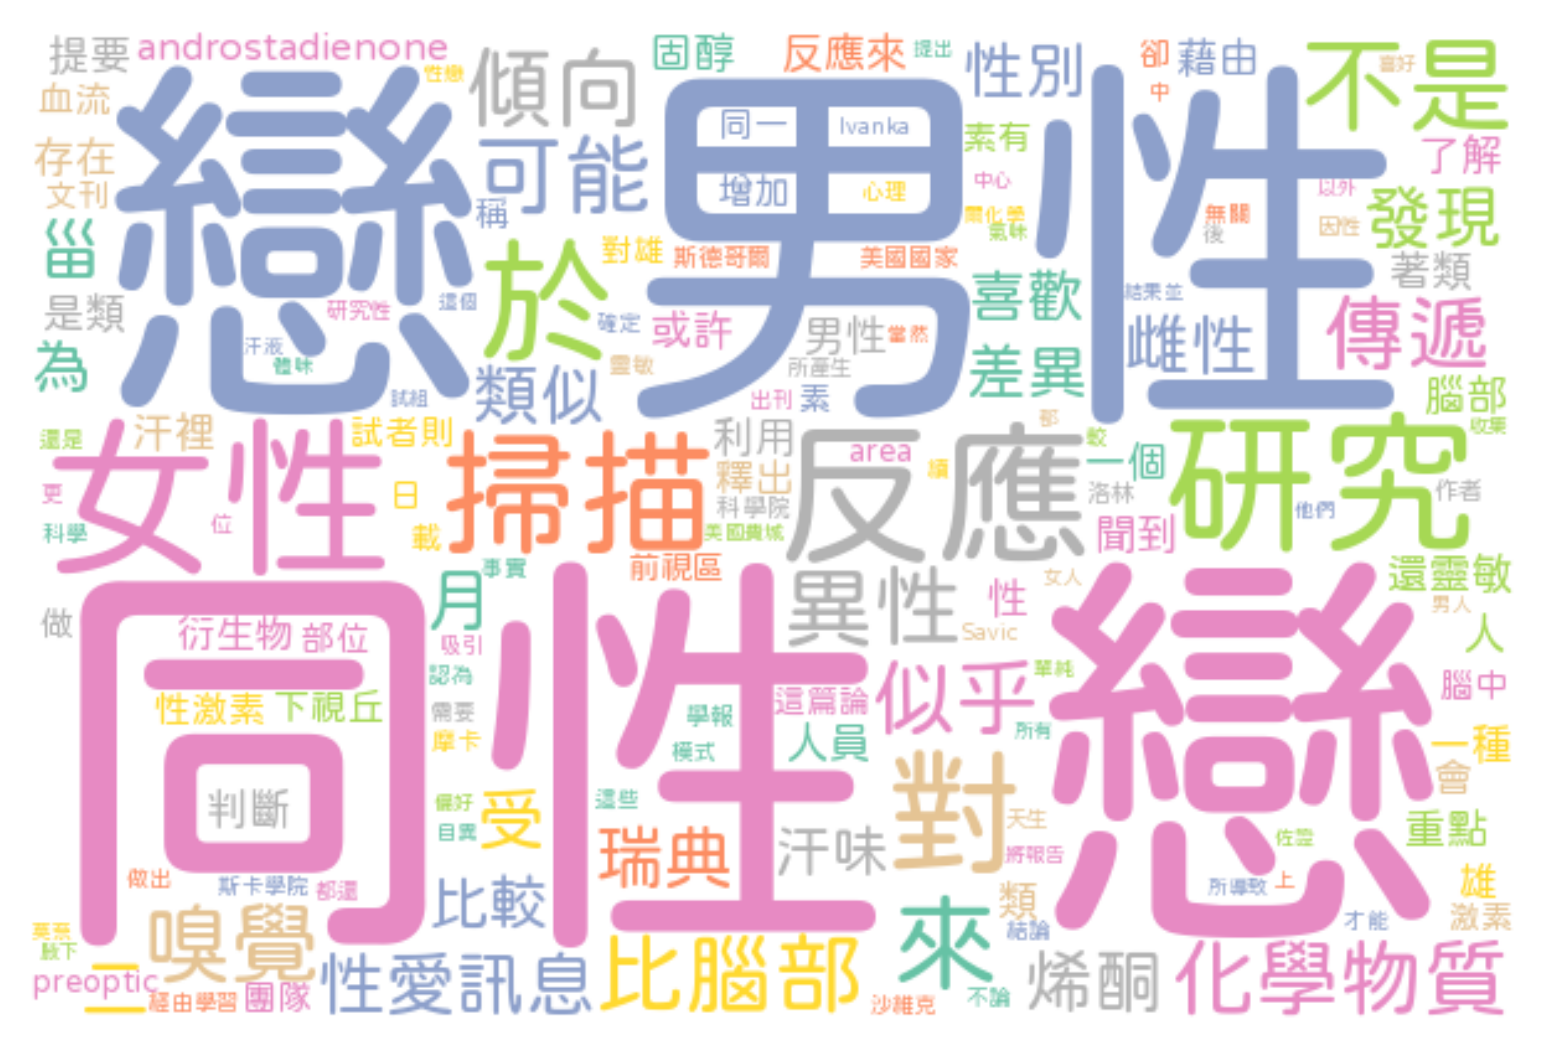 提要
androstadienone
性戀
傾向
固醇
反應來
提出
性別
卻
藉由
不是
喜好
血流
戀
男性
同一
Ivanka
中
存在
可能
增加
心理
素有
了解
文刊
稱
中心
以外
發現
甾
於
對雄
斯德哥爾
美國國家
爾化學
氣味
無關
後
因性
著類
是類
研究性
這個
確定
或許
男性
當然
喜歡
結果並
雌性
傳遞
為
汗液
體味
類似
靈敏
所產生
差異
試組
出刊
素
腦部
還是
女性
汗裡
試者則
掃描
利用
反應
area
部
較
一個
研究
收集
更
位
日
釋出
續
洛林
作者
科學
載
科學院
美國費城
聞到
他們
前視區
做
同性戀
月
事實
異性
性
女人
還靈敏
男人
衍生物
部位
吸引
Savic
人
認為
似乎
單純
腦中
性激素
下視丘
需要
學報
這篇論
摩卡
模式
人員
所有
一種
會
判斷
偏好
受
這些
對
天生
重點
目異
瑞典
汗味
將報告
佐證
做出
斯卡學院
都還
比較
類
所導致
上
雄
英豪
嗅覺
來
結論
才能
激素
腋下
preoptic
二
經由學習
團隊
性愛訊息
比腦部
沙維克
不論
烯酮
化學物質